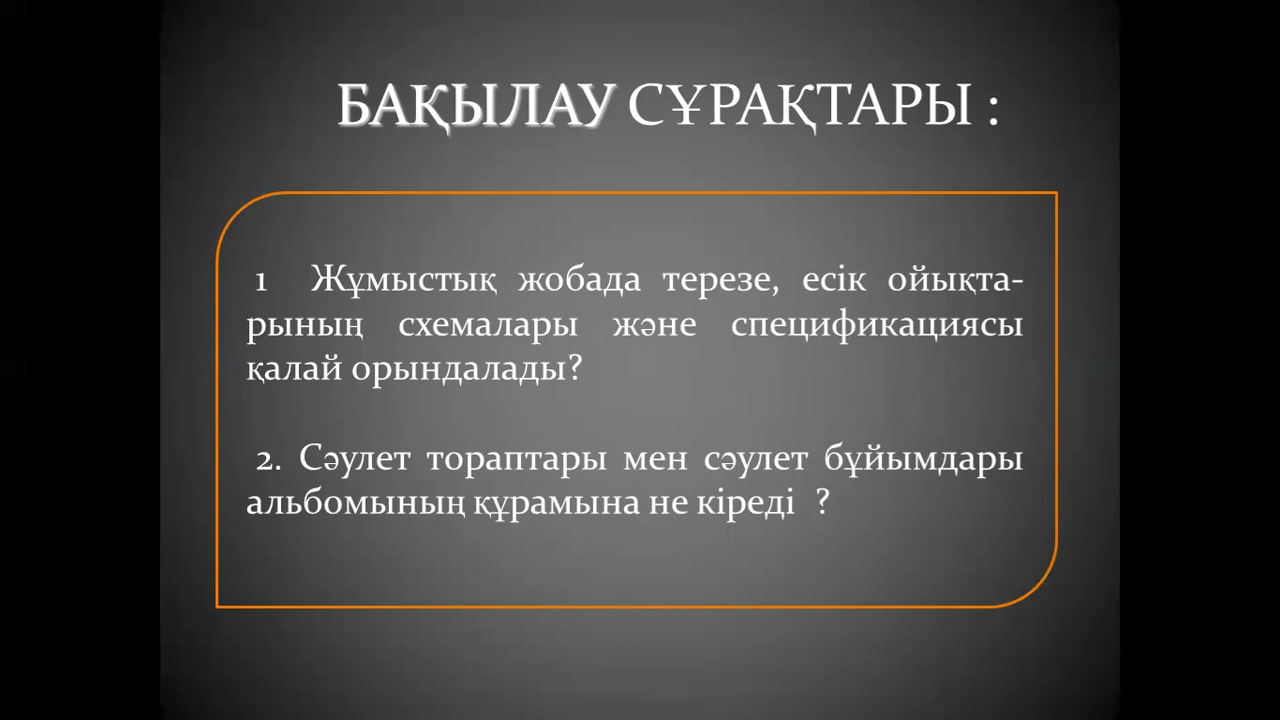 БАҚЫЛАУ СҰРАҚТАРЫ :
1 Жұмыстық жобада терезе, есік ойықта-
рының схемалары және спецификациясы
қалай орындалады?
2. Сәулет тораптары мен сәулет бұйымдары
альбомының құрамына не кіреді ?